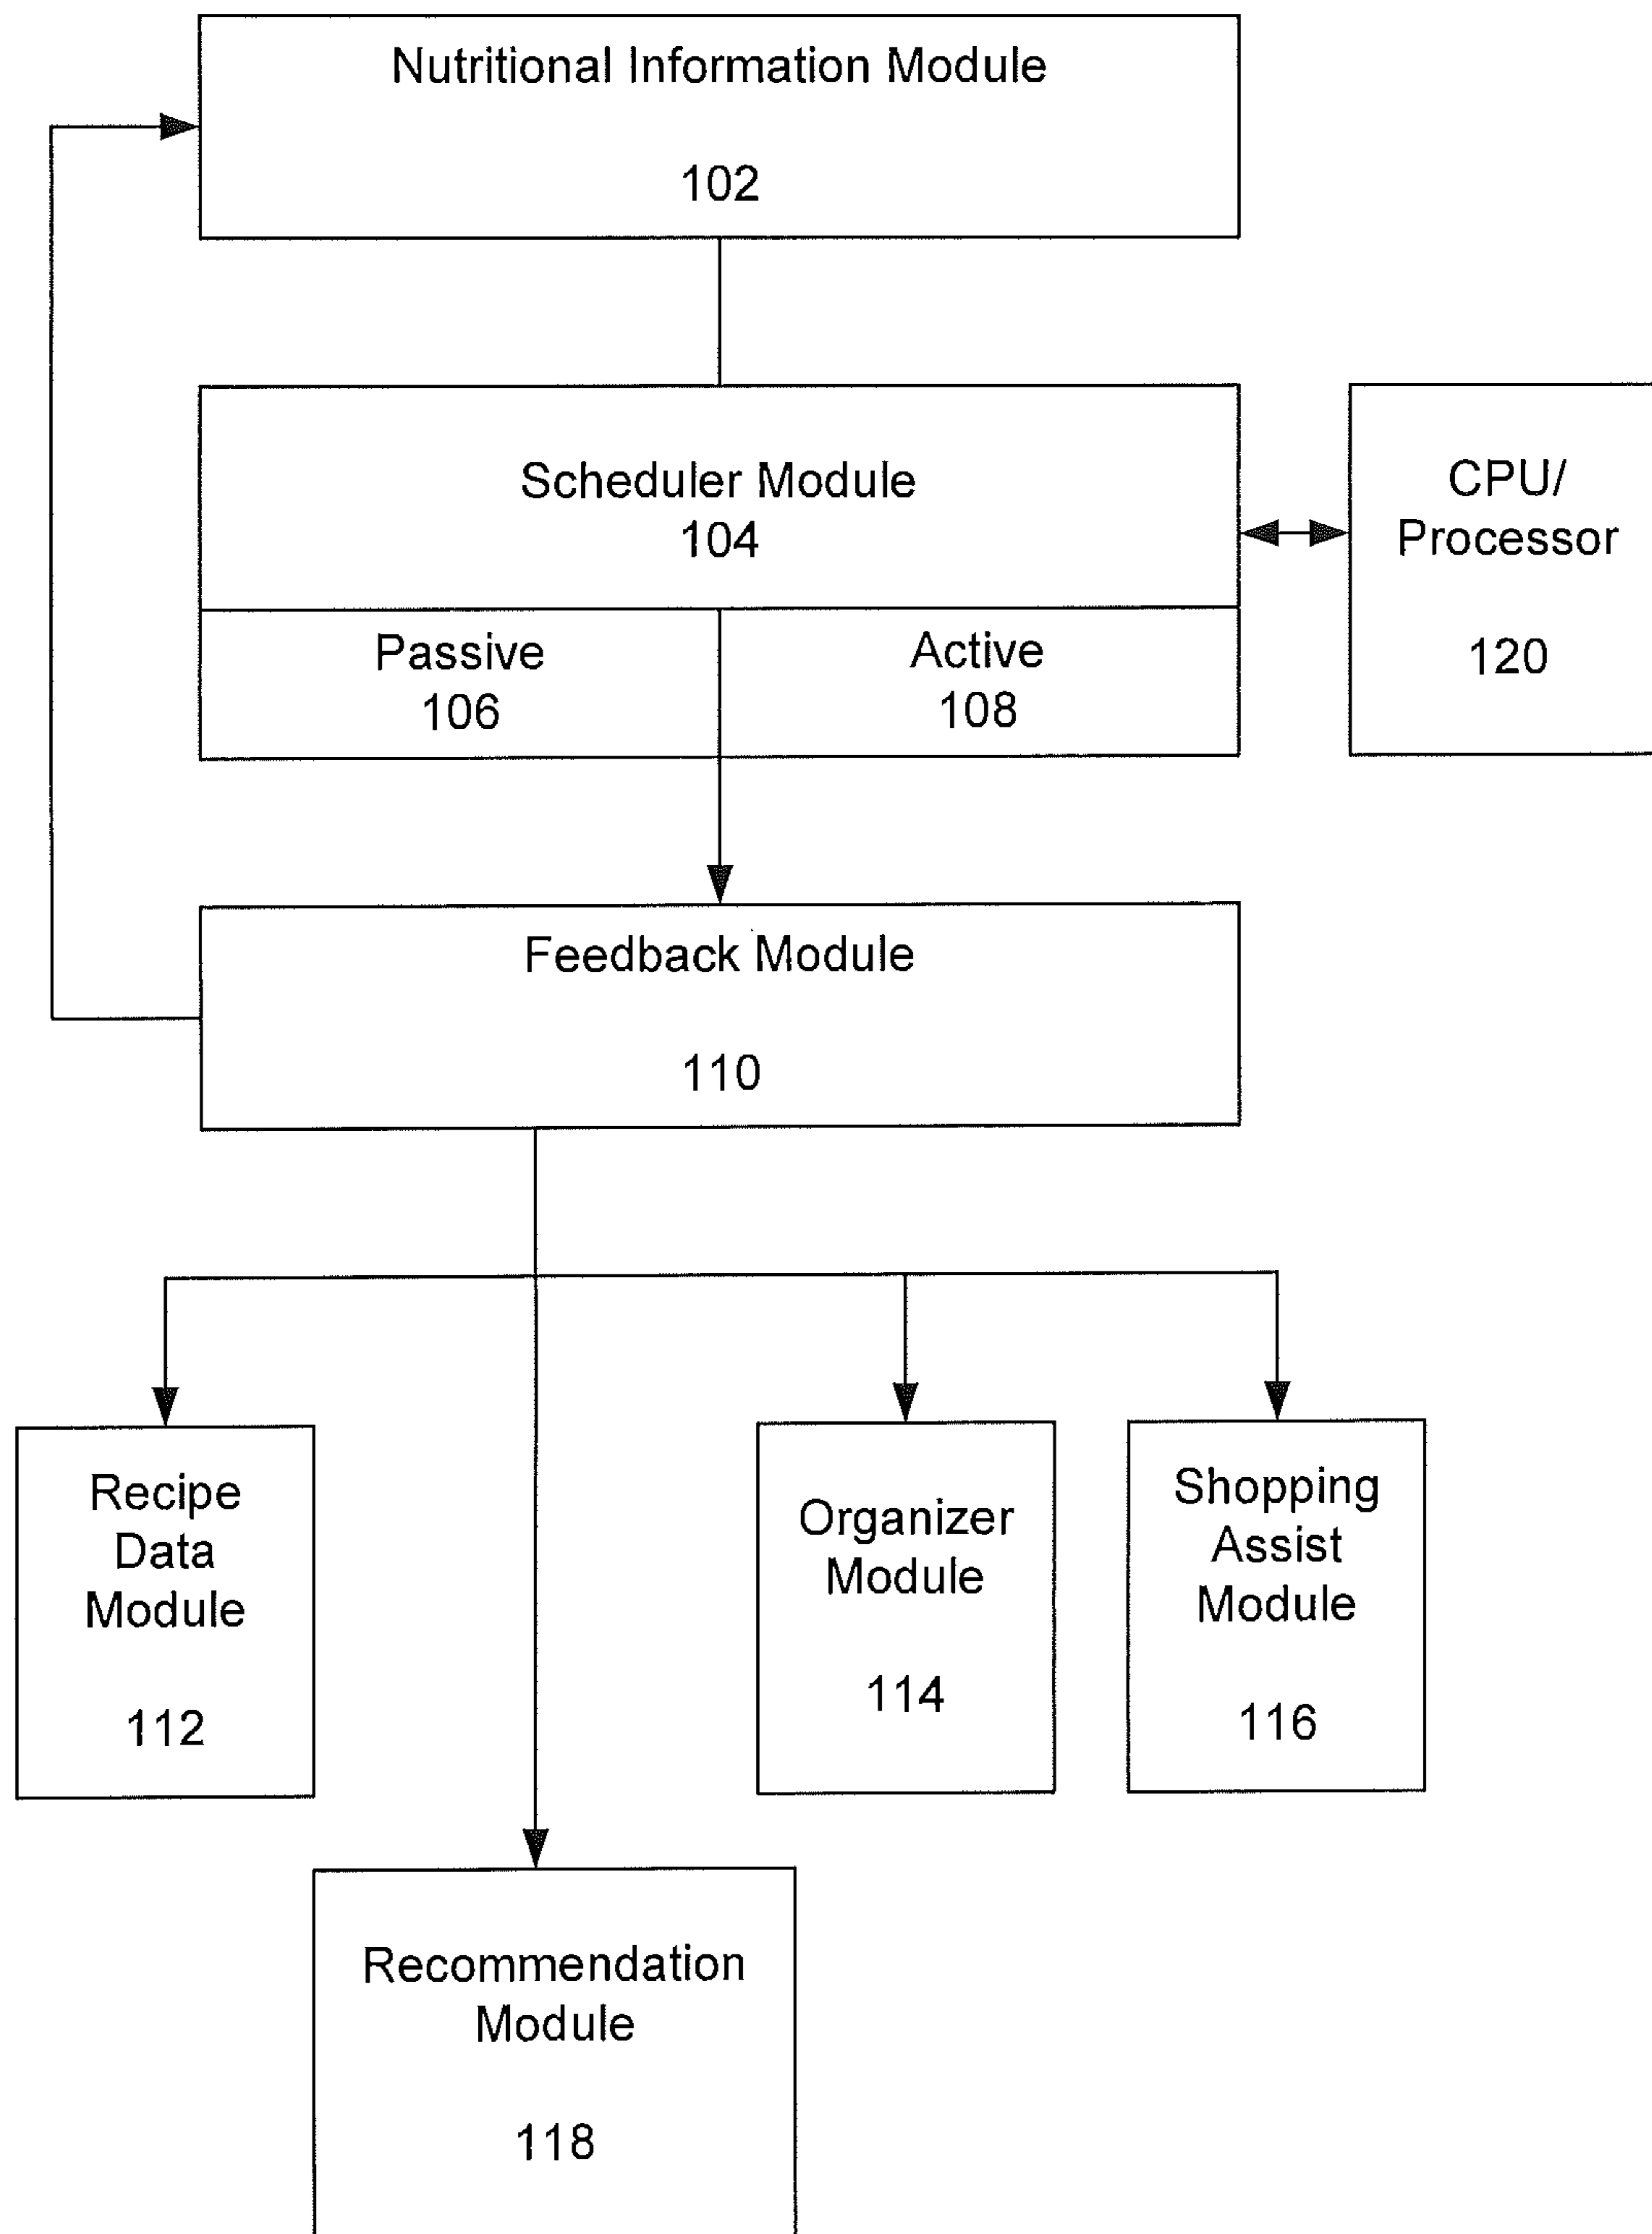 Nutritional Information Module
102
Scheduler Module
104
Passive
106
Active
108
CPU/
Processor
120
Feedback Module
110
Recipe
Data
Module
112
Organizer
Module
114
Shopping
Assist
Module
116
Recommendation
Module
118